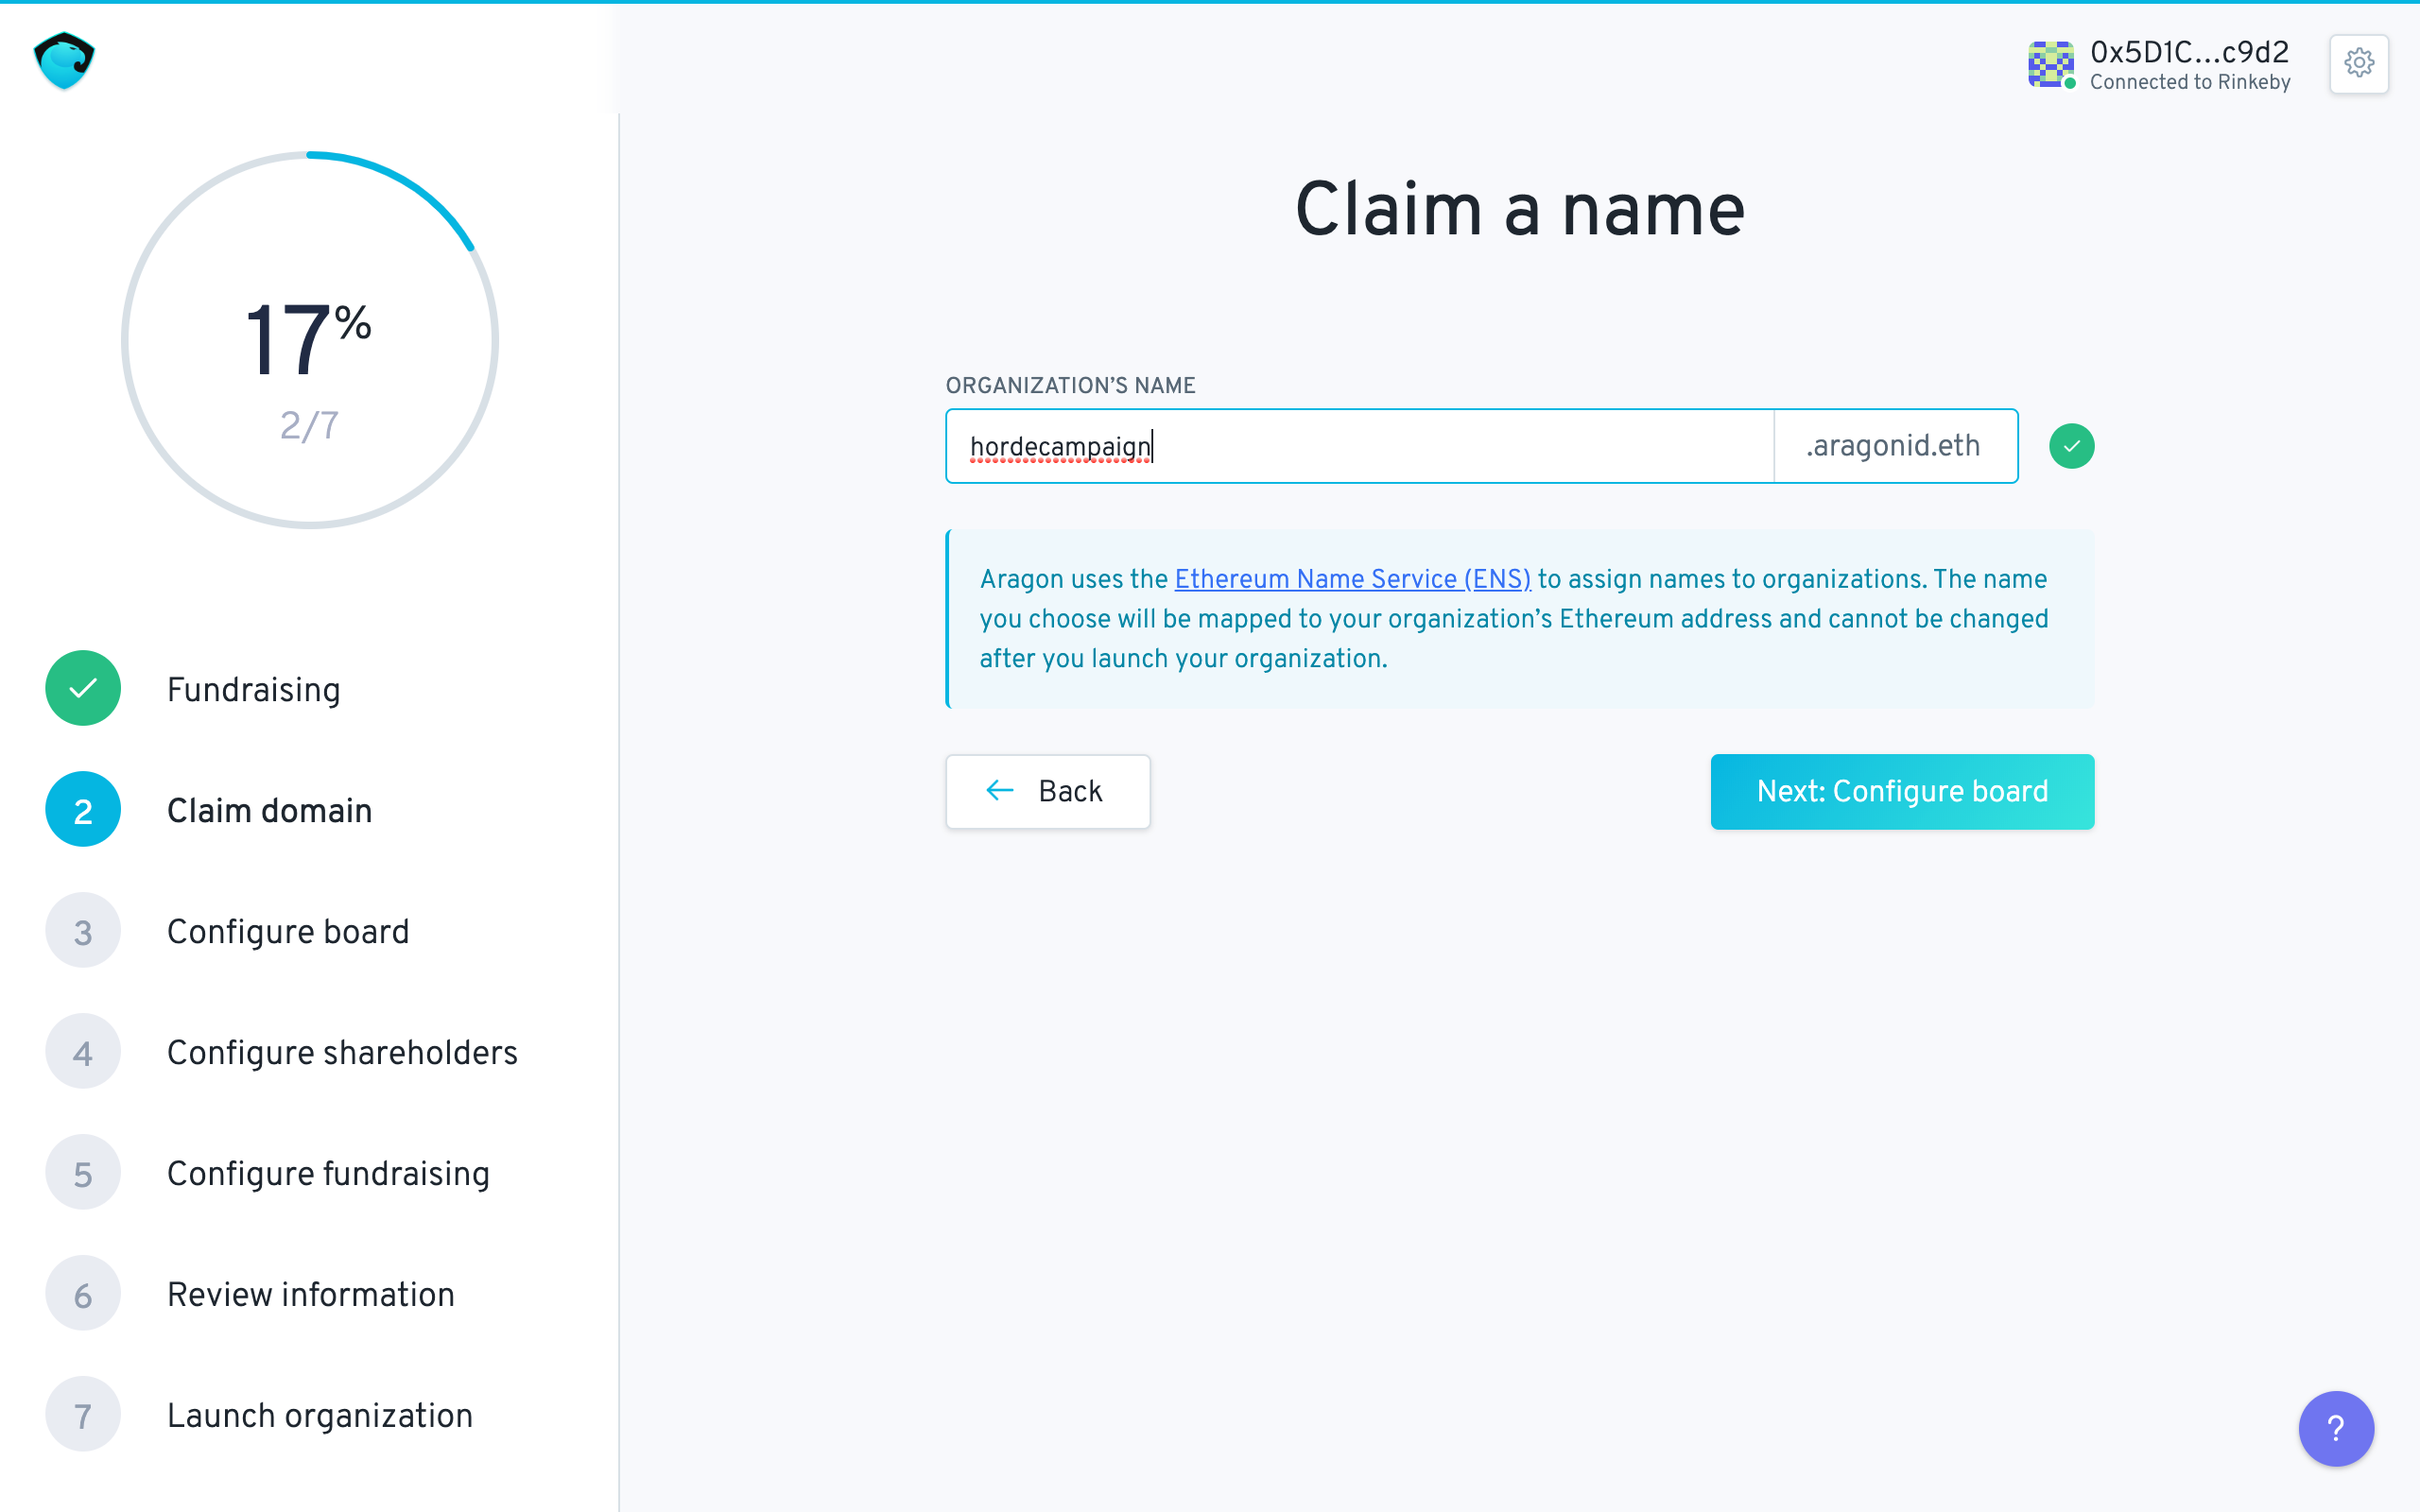 0x5D1C...c9d2
Connected to Rinkeby
17%
2/7
Fundraising
2 Claim domain
3 Configure board
4 Configure shareholders
5 Configure fundraising
6 Review information
7 Launch organization
Claim a name
ORGANIZATION’S NAME
hordecampaign .aragonid.eth
Aragon uses the Ethereum Name Service (ENS) to assign names to organizations. The name
you choose will be mapped to your organization’s Ethereum address and cannot be changed
after you launch your organization.
Back
Next: Configure board
?